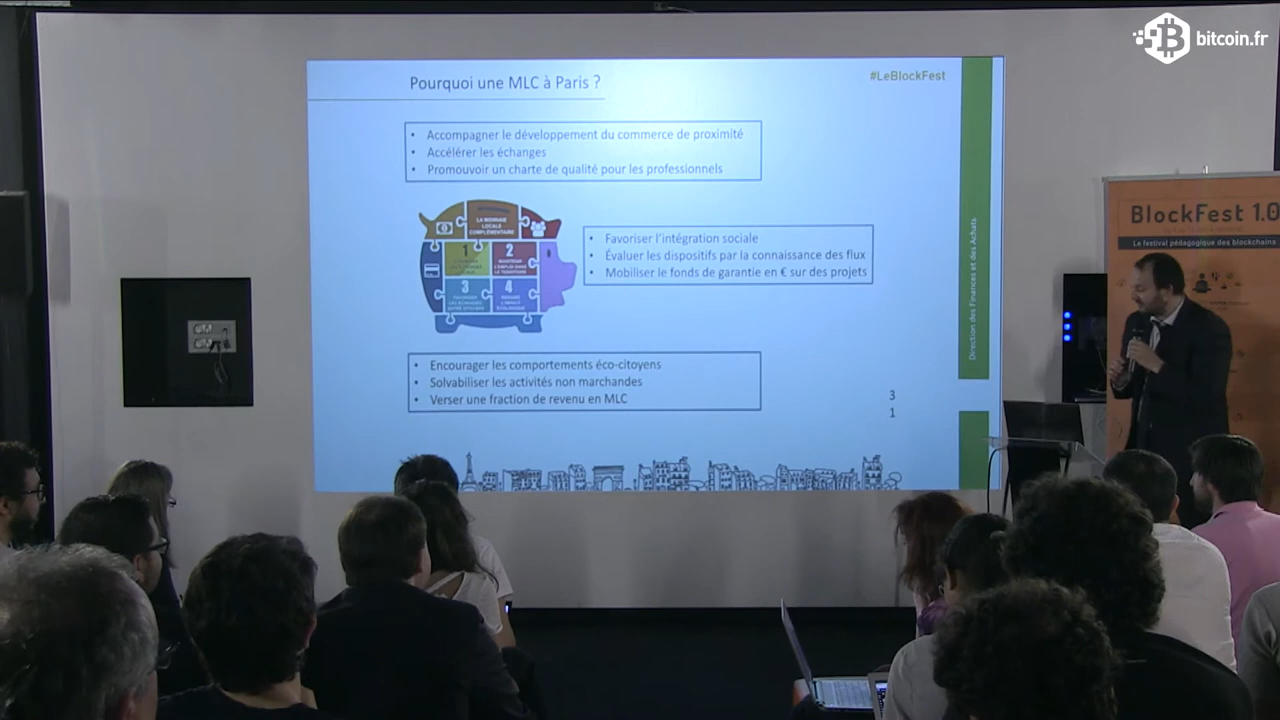 bitcoin.fr
Pourquoi une MLC à Paris ?
#LeBlockFest
• Accompagner le développement du commerce de proximité
• Accélérer les échanges
• Promouvoir un charte de qualité pour les professionnels
LA MONNAIE
LOCALE
COMPLÉMENTAIRE
1
2
3
4
• Favoriser l'intégration sociale
• Évaluer les dispositifs par la connaissance des flux
• Mobiliser le fonds de garantie en € sur des projets
• Encourager les comportements éco-citoyens
• Solvabiliser les activités non marchandes
• Verser une fraction de revenu en MLC
3
1
Direction des Finances et des Achats
BlockFest 1.0
Le festival pédagogique des blockchains